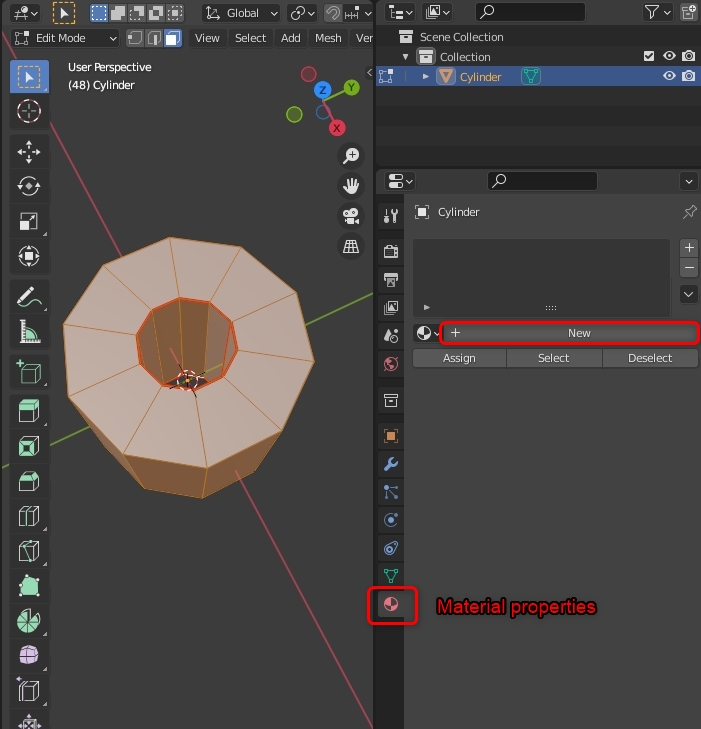 Global
Edit Mode
View Select Add Mesh Ver
User Perspective
(48) Cylinder
Z
Y
X
Scene Collection
Collection
Cylinder
Cylinder
New
Assign Select Deselect
Material properties